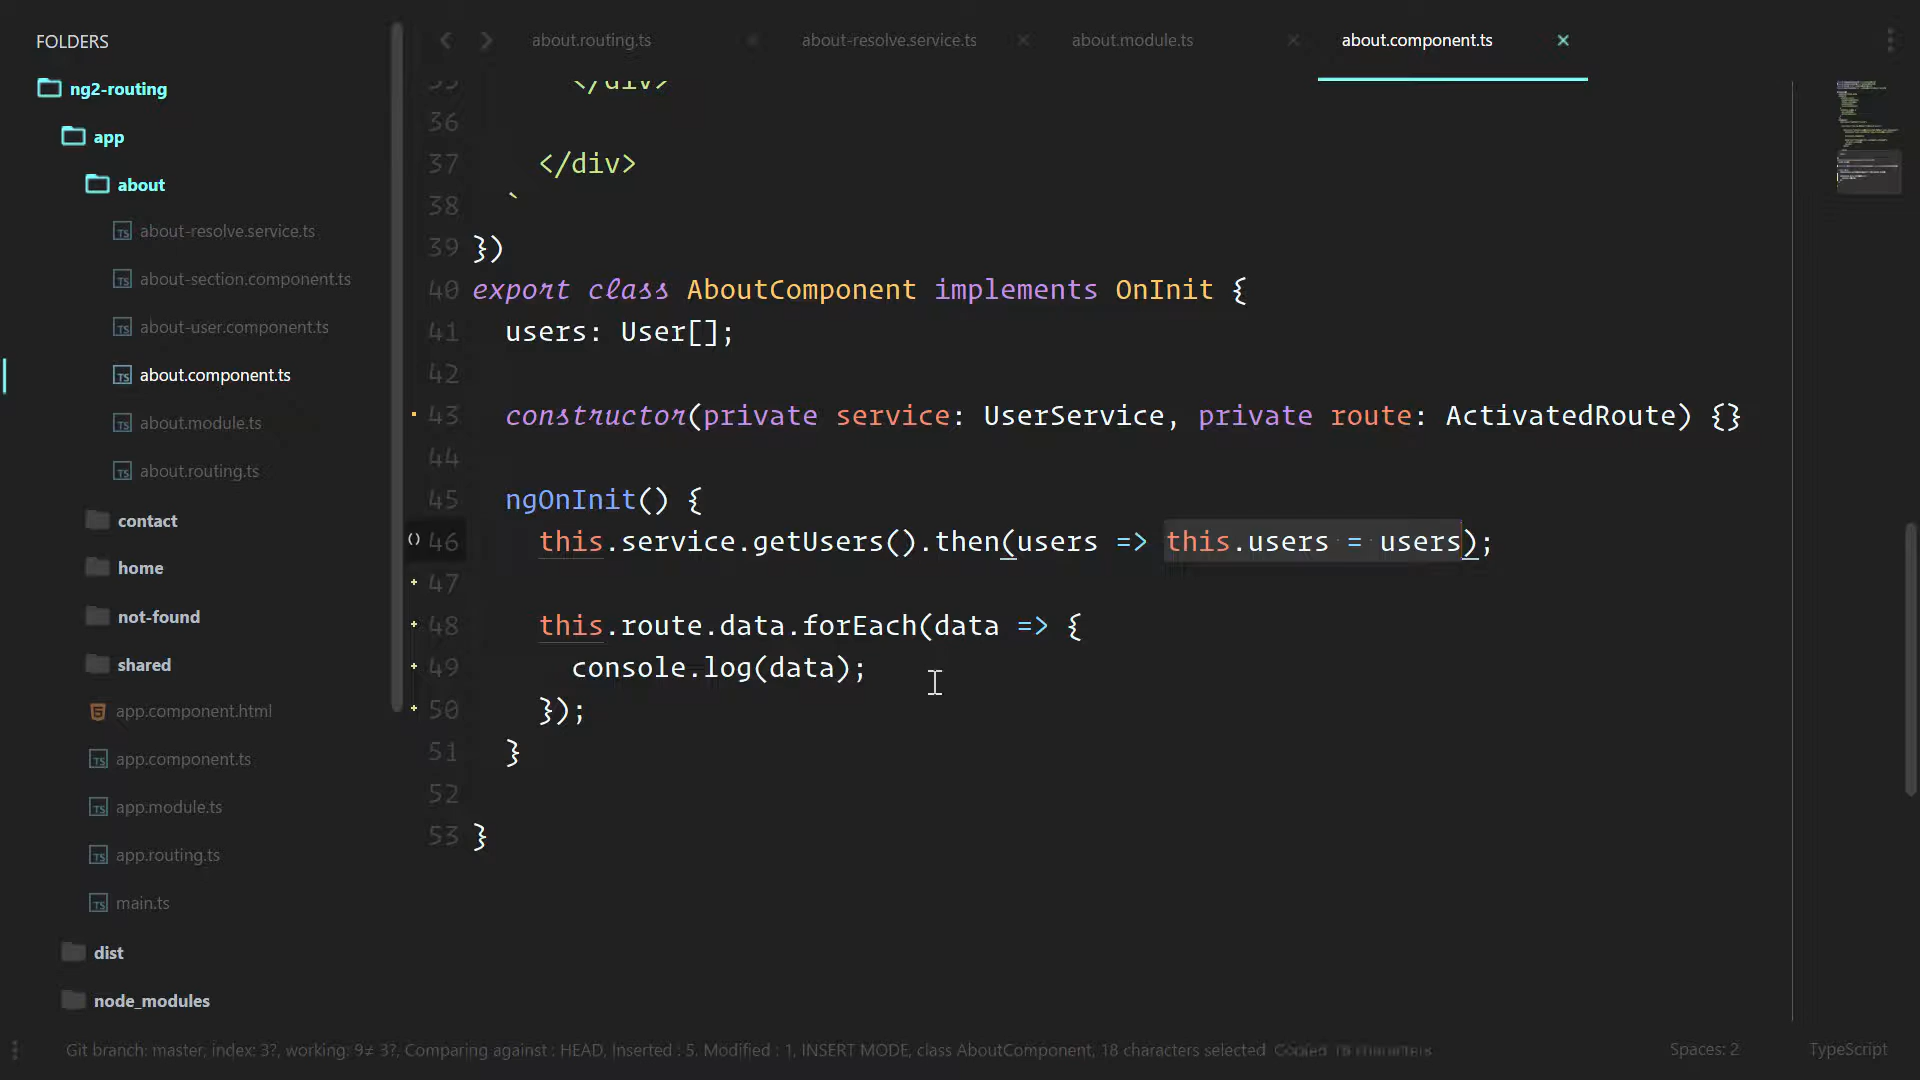 FOLDERS
ng2-routing
app
about
about-resolve.service.ts
about-section.component.ts
about-user.component.ts
about.component.ts
about.module.ts
about.routing.ts
contact
home
not-found
shared
app.component.html
app.component.ts
app.module.ts
app.routing.ts
main.ts
dist
node_modules
about.routing.ts about-resolve.service.ts about.module.ts about.component.ts
35 </div>
36
37 </div>
38 `
39 })
40 export class AboutComponent implements OnInit {
41 users: User[];
42
43 constructor(private service: UserService, private route: ActivatedRoute) {}
44
45 ngOnInit() {
46 this.service.getUsers().then(users => this.users = users);
47
48 this.route.data.forEach(data => {
49 console.log(data);
50 });
51 }
52
53 }
Git branch: master, index: 3?, working: 9≠ 3?, Comparing against : HEAD, Inserted : 5, Modified : 1, INSERT MODE, class AboutComponent, 18 characters selected Copied 18 characters
Spaces: 2 TypeScript